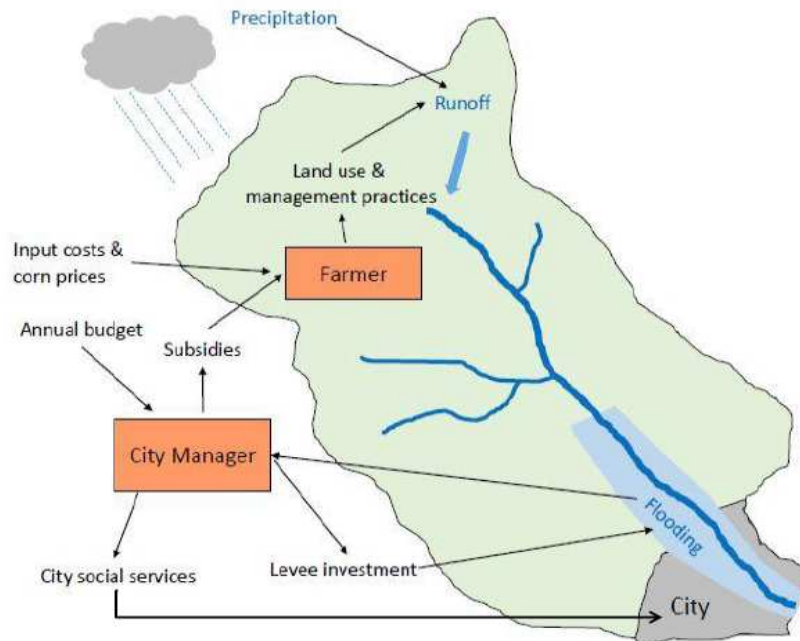 Precipitation
Runoff
Land use &
management practices
Input costs &
corn prices
Farmer
Annual budget
Subsidies
City Manager
Flooding
City social services
Levee investment
City